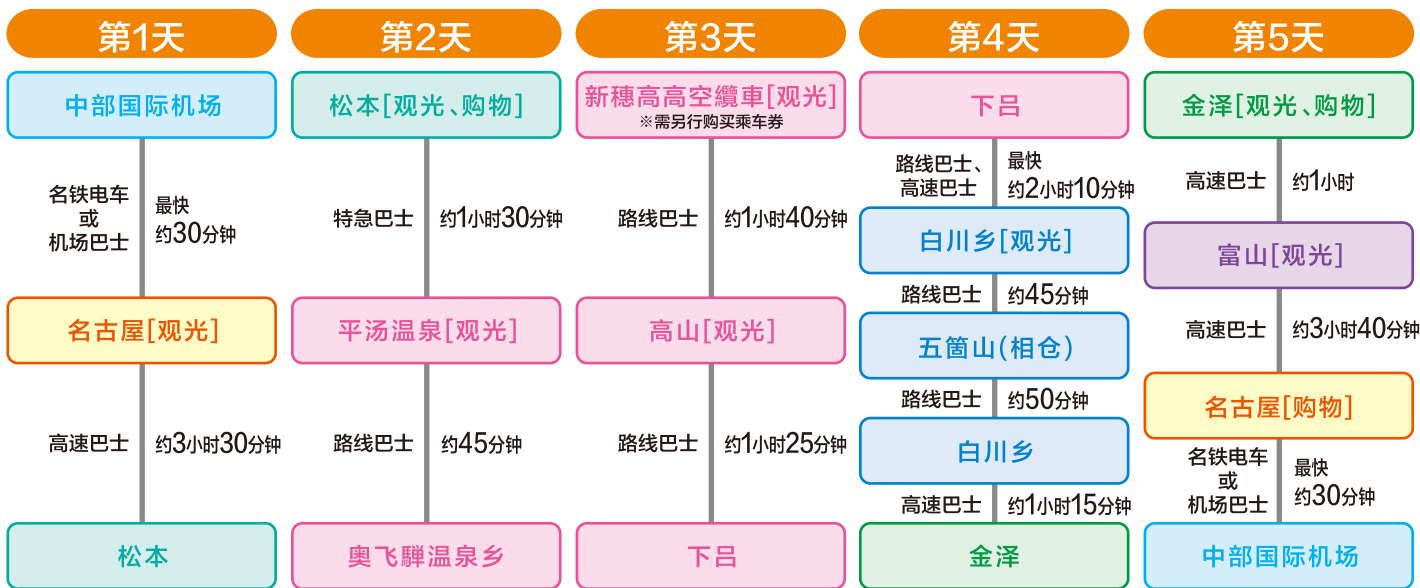 第1天
中部国际机场
名铁电车
或
机场巴士
最快
约30分钟
名古屋[观光]
高速巴士
约3小时30分钟
松本
第2天
松本[观光、购物]
特急巴士
约1小时30分钟
平汤温泉[观光]
路线巴士
约45分钟
奥飞騨温泉乡
第3天
新穗高高空纜車[观光]
※需另行购买乘车券
路线巴士
约1小时40分钟
高山[观光]
路线巴士
约1小时25分钟
下吕
第4天
下吕
路线巴士、
高速巴士
最快
约2小时10分钟
白川乡[观光]
路线巴士
约45分钟
五箇山(相仓)
路线巴士
约50分钟
白川乡
高速巴士
约1小时15分钟
金泽
第5天
金泽[观光、购物]
高速巴士
约1小时
富山[观光]
高速巴士
约3小时40分钟
名古屋[购物]
名铁电车
或
机场巴士
最快
约30分钟
中部国际机场